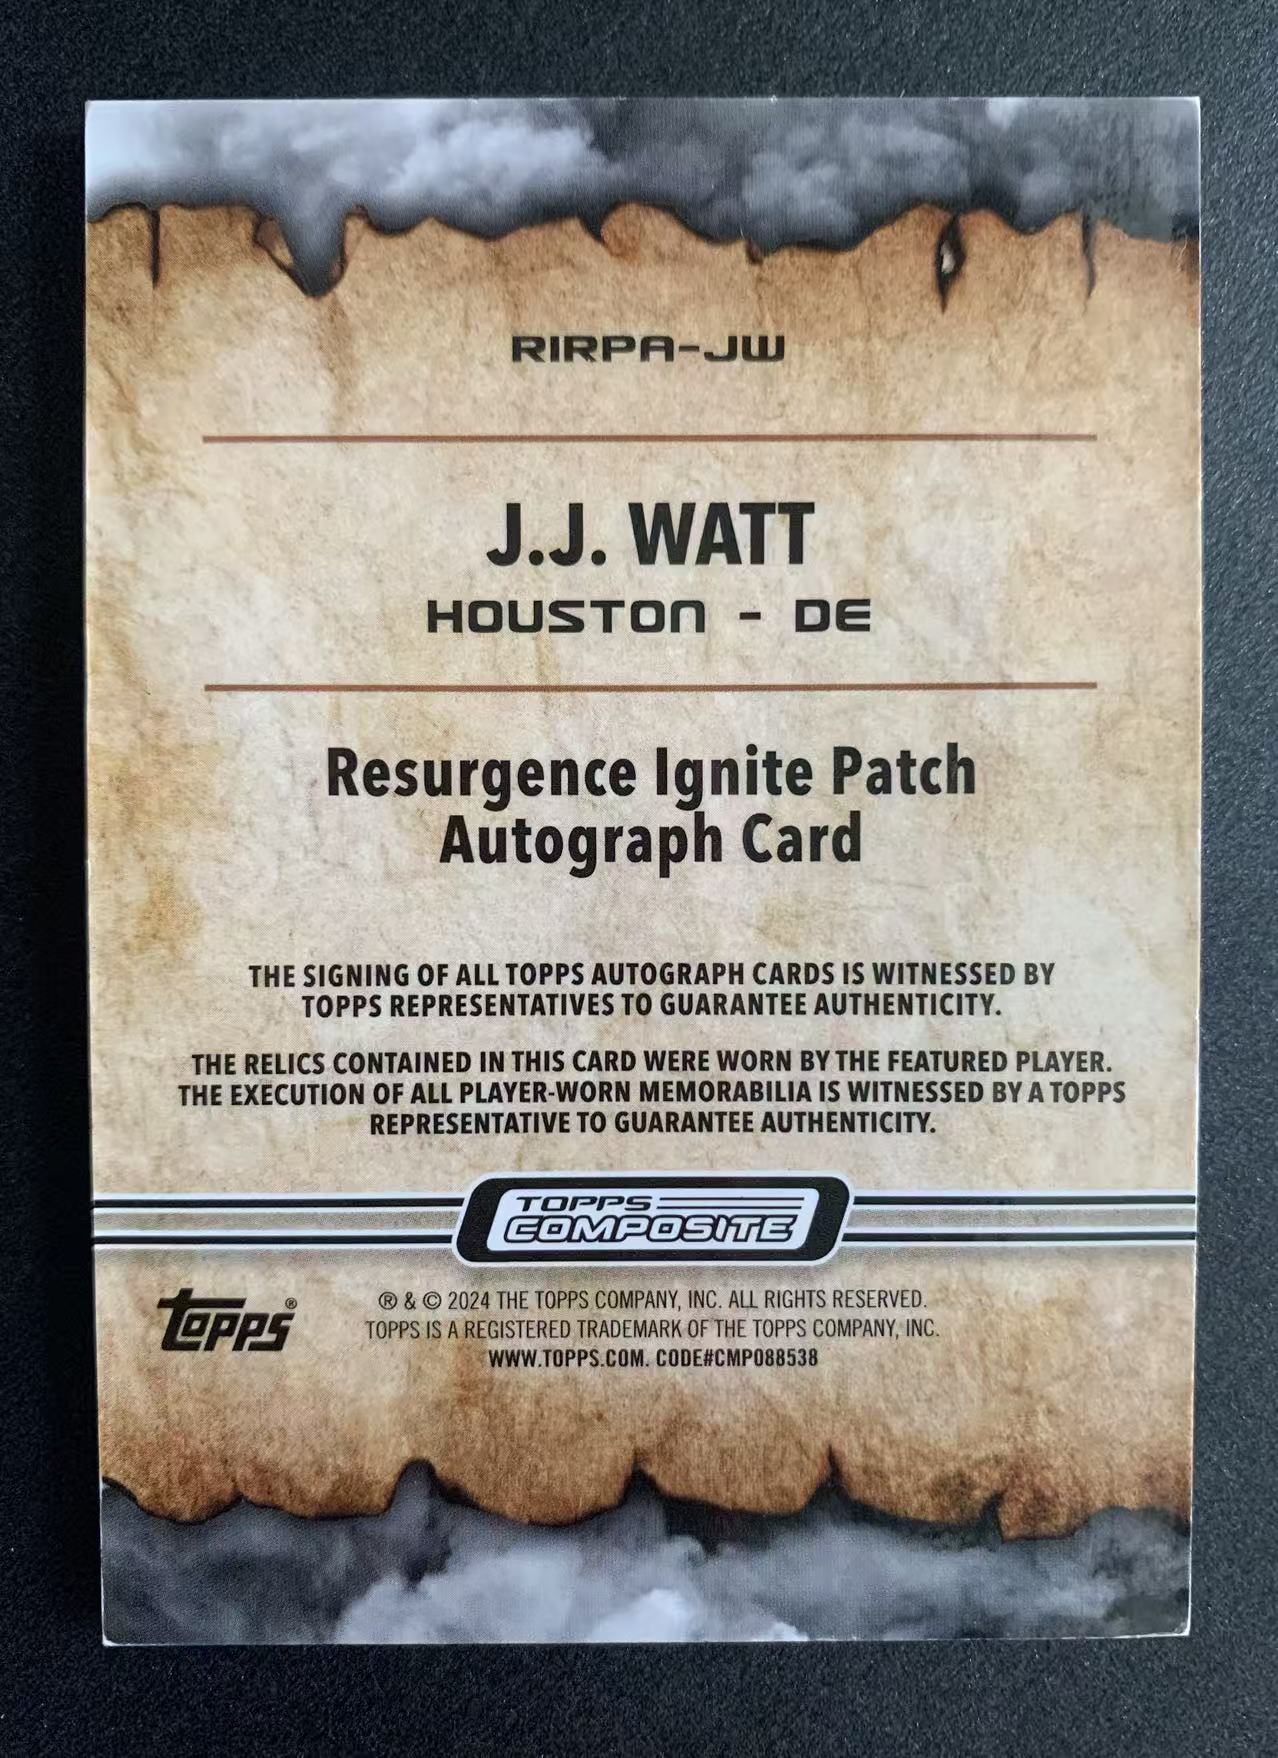 RIRPA-JW
J.J. WATT
HOUSTON - DE
Resurgence Ignite Patch
Autograph Card
THE SIGNING OF ALL TOPPS AUTOGRAPH CARDS IS WITNESSED BY
TOPPS REPRESENTATIVES TO GUARANTEE AUTHENTICITY.
THE RELICS CONTAINED IN THIS CARD WERE WORN BY THE FEATURED PLAYER.
THE EXECUTION OF ALL PLAYER-WORN MEMORABILIA IS WITNESSED BY A TOPPS
REPRESENTATIVE TO GUARANTEE AUTHENTICITY.
TOPPS
COMPOSITE
topps®
® & © 2024 THE TOPPS COMPANY, INC. ALL RIGHTS RESERVED.
TOPPS IS A REGISTERED TRADEMARK OF THE TOPPS COMPANY, INC.
WWW.TOPPS.COM. CODE#CMP088538